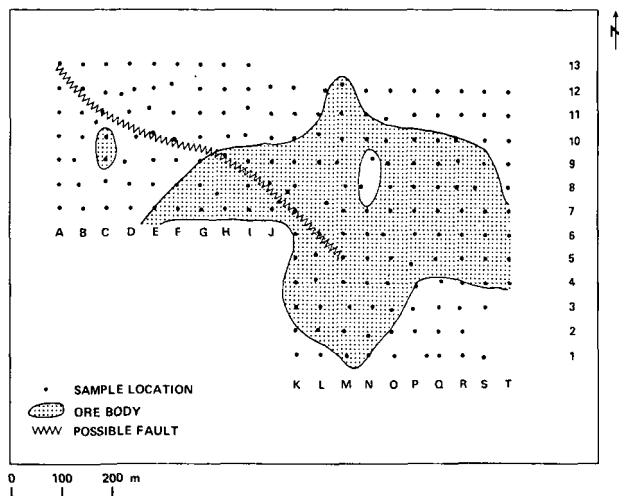 N
13
12
11
10
9
8
7
A B C D E F G H I J
6
5
4
3
2
1
K L M N O P Q R S T
SAMPLE LOCATION
ORE BODY
POSSIBLE FAULT
0 100 200 m